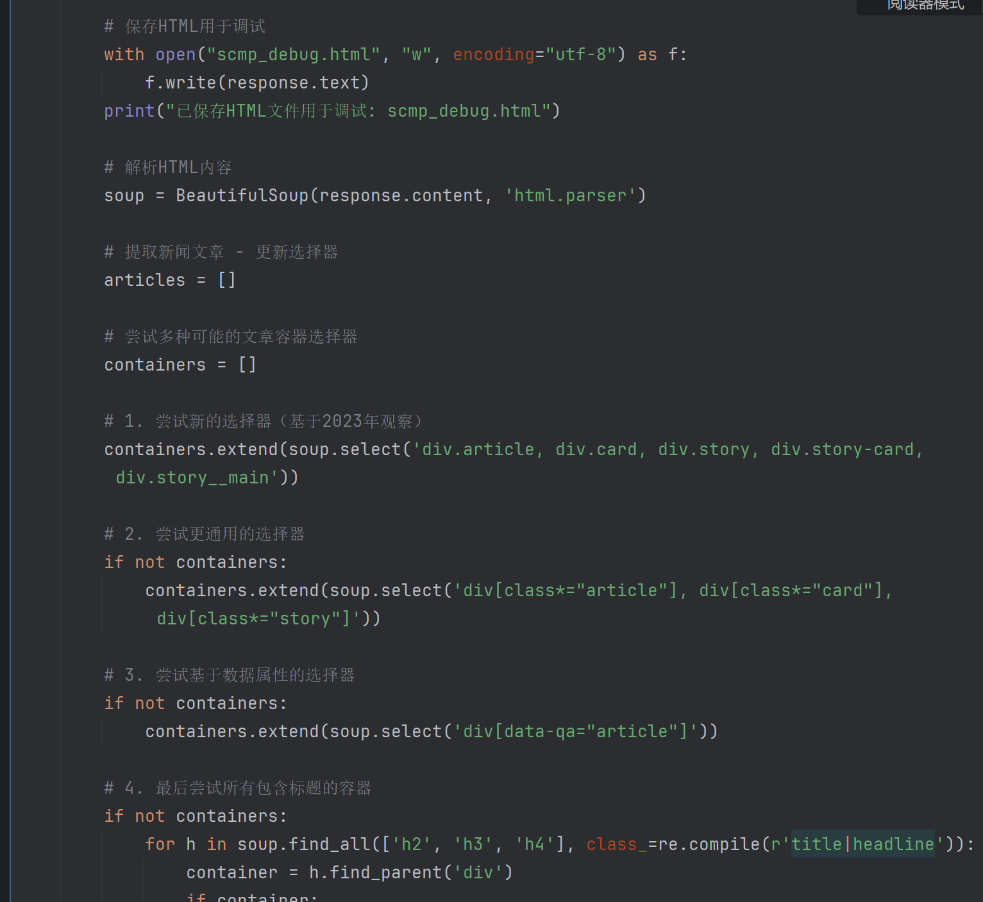 阅读器模式
# 保存HTML用于调试
with open("scmp_debug.html", "w", encoding="utf-8") as f:
f.write(response.text)
print("已保存HTML文件用于调试: scmp_debug.html")
# 解析HTML内容
soup = BeautifulSoup(response.content, 'html.parser')
# 提取新闻文章 - 更新选择器
articles = []
# 尝试多种可能的文章容器选择器
containers = []
# 1. 尝试新的选择器（基于2023年观察）
containers.extend(soup.select('div.article, div.card, div.story, div.story-card,
div.story__main'))
# 2. 尝试更通用的选择器
if not containers:
containers.extend(soup.select('div[class*="article"], div[class*="card"],
div[class*="story"]'))
# 3. 尝试基于数据属性的选择器
if not containers:
containers.extend(soup.select('div[data-qa="article"]'))
# 4. 最后尝试所有包含标题的容器
if not containers:
for h in soup.find_all(['h2', 'h3', 'h4'], class_=re.compile(r'title|headline')):
container = h.find_parent('div')
if container: